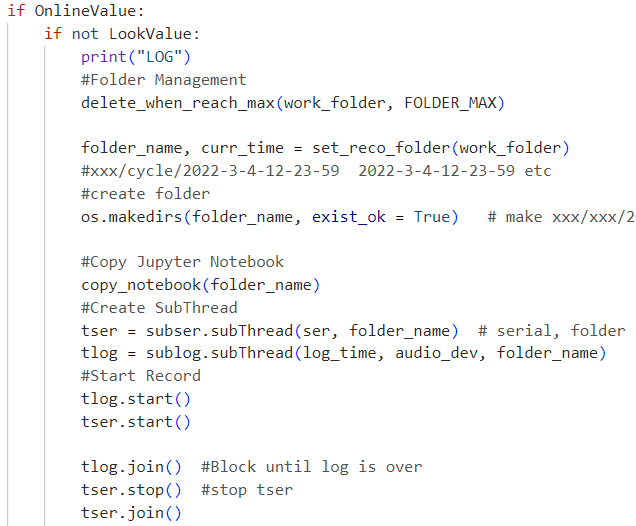 if OnlineValue:
if not LookValue:
print("LOG")
#Folder Management
delete_when_reach_max(work_folder, FOLDER_MAX)
folder_name, curr_time = set_reco_folder(work_folder)
#xxx/cycle/2022-3-4-12-23-59  2022-3-4-12-23-59 etc
#create folder
os.makedirs(folder_name, exist_ok = True)   # make xxx/xxx/2
#Copy Jupyter Notebook
copy_notebook(folder_name)
#Create SubThread
tser = subser.subThread(ser, folder_name)  # serial, folder
tlog = sublog.subThread(log_time, audio_dev, folder_name)
#Start Record
tlog.start()
tser.start()
tlog.join()  #Block until log is over
tser.stop()  #stop tser
tser.join()